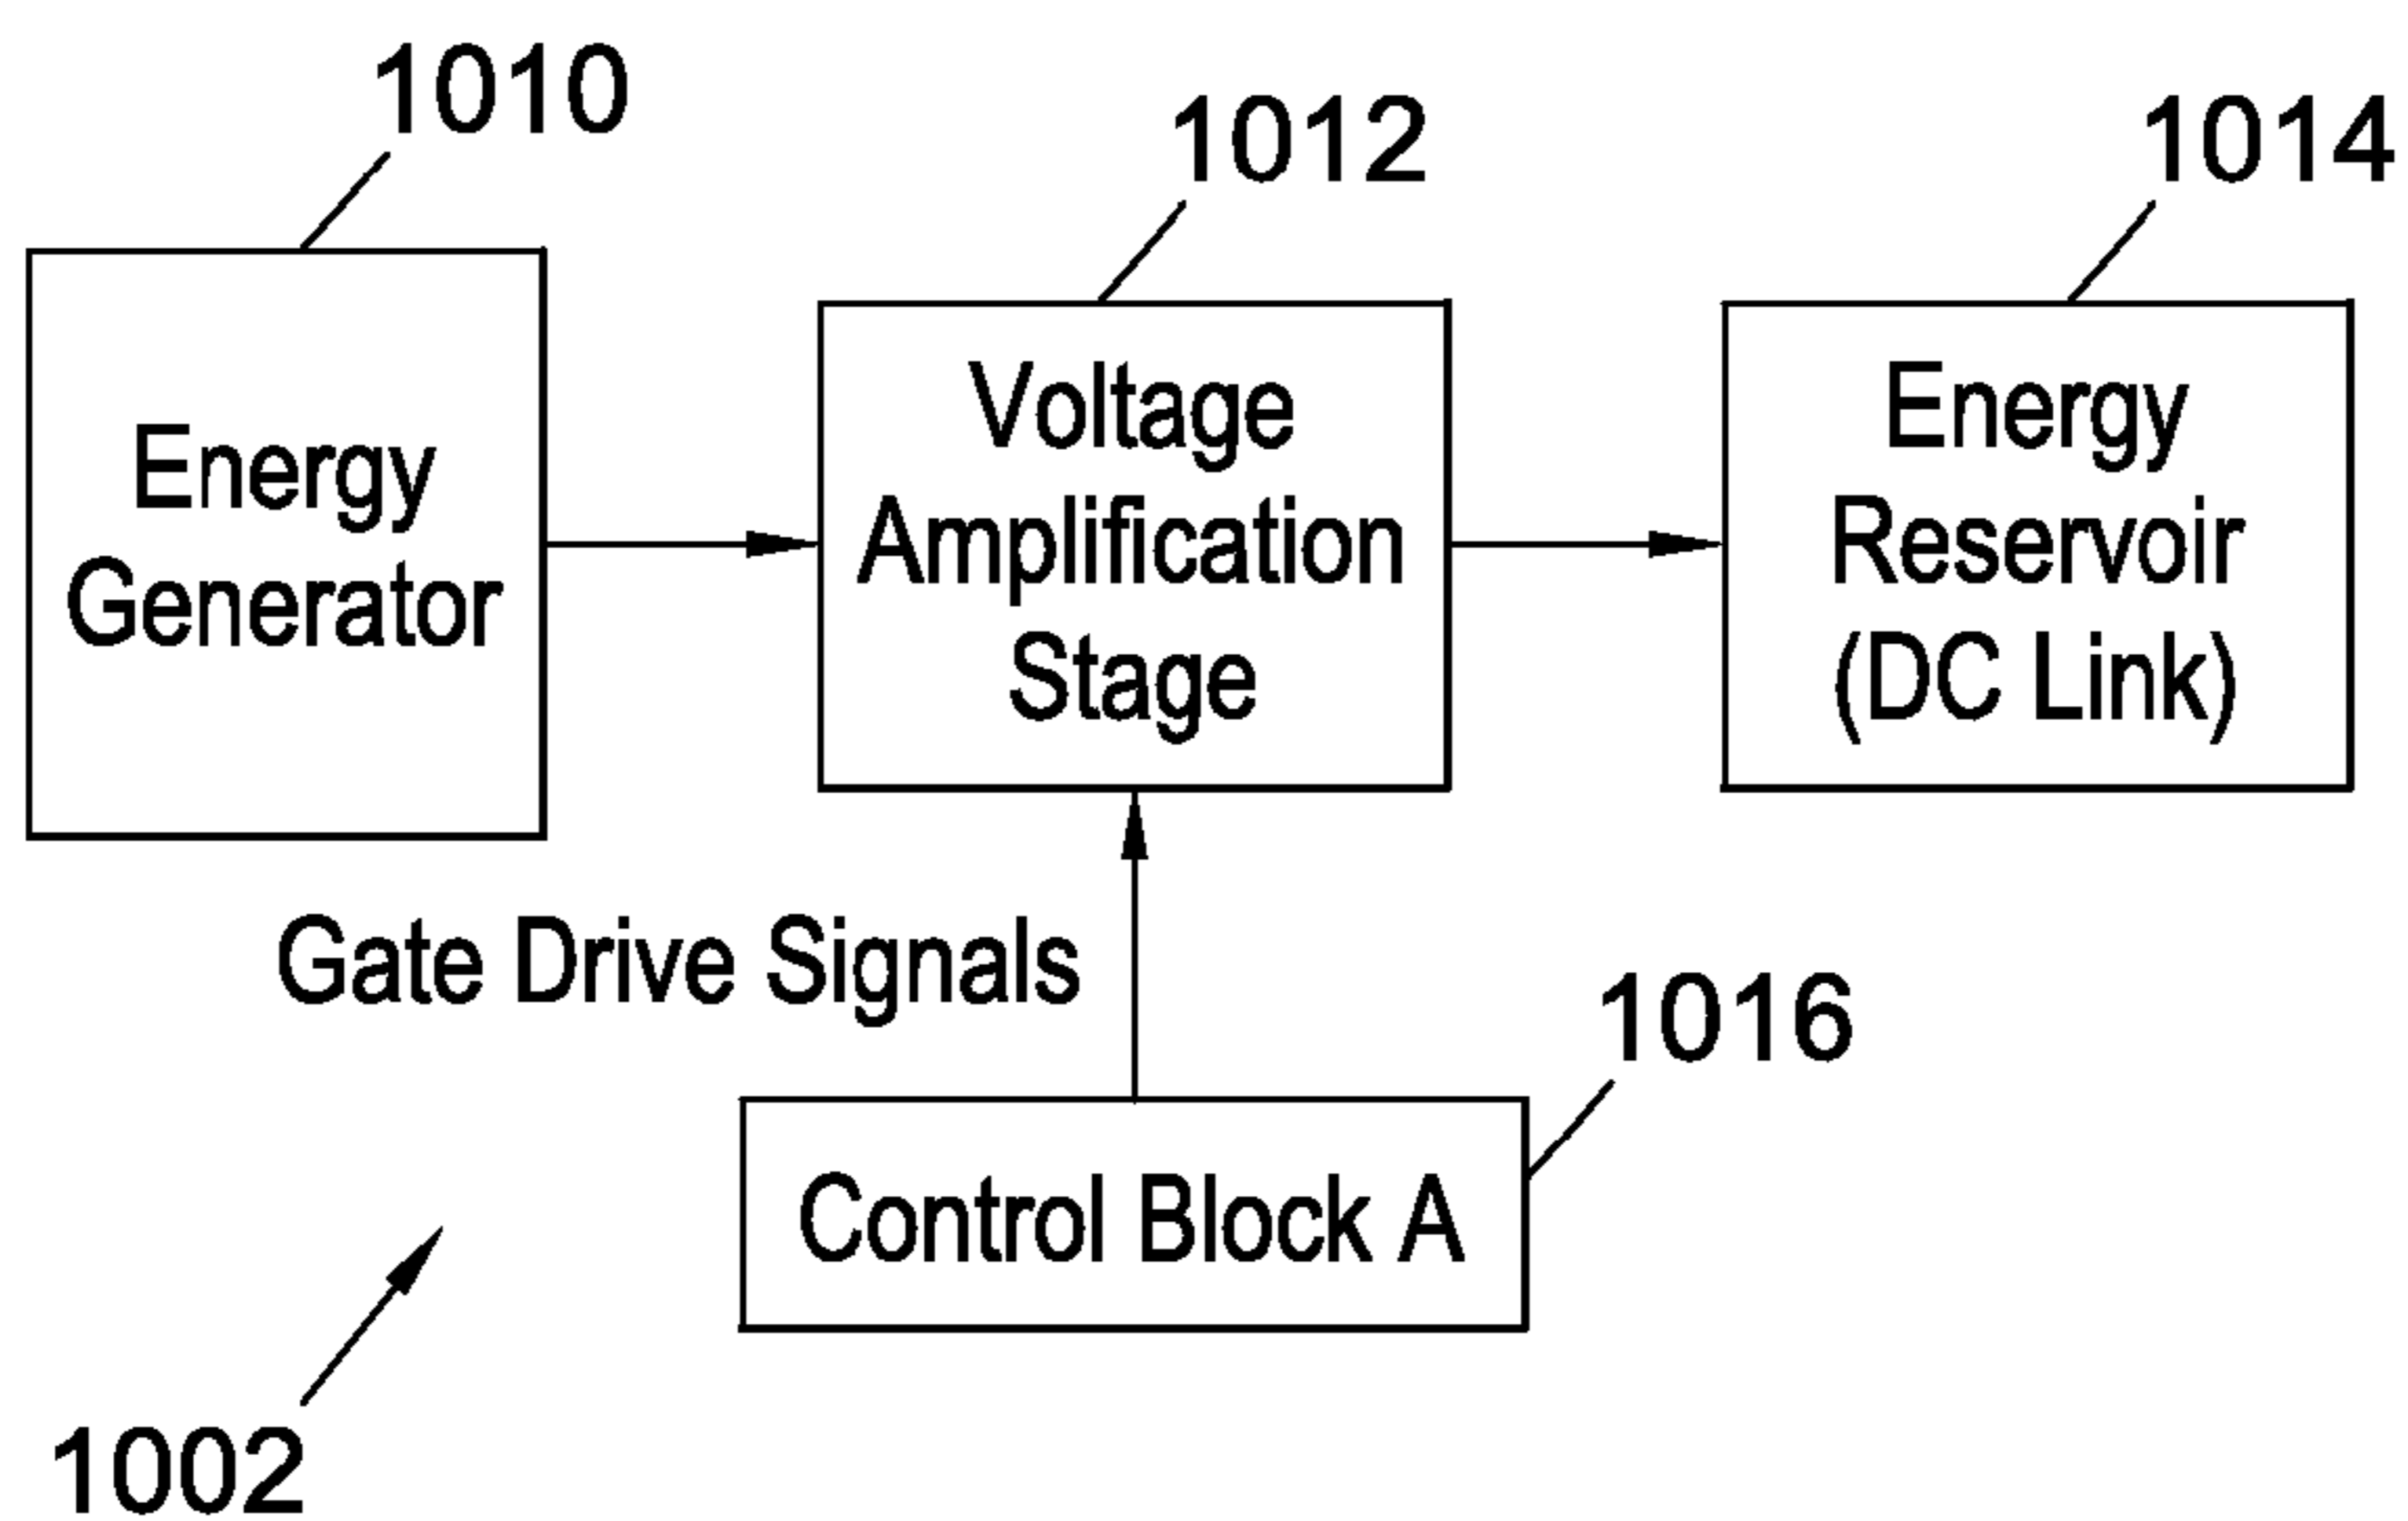 1010
1012
1014
Energy
Generator
Voltage
Amplification
Stage
Energy
Reservoir
(DC Link)
Gate Drive Signals
1016
Control Block A
1002